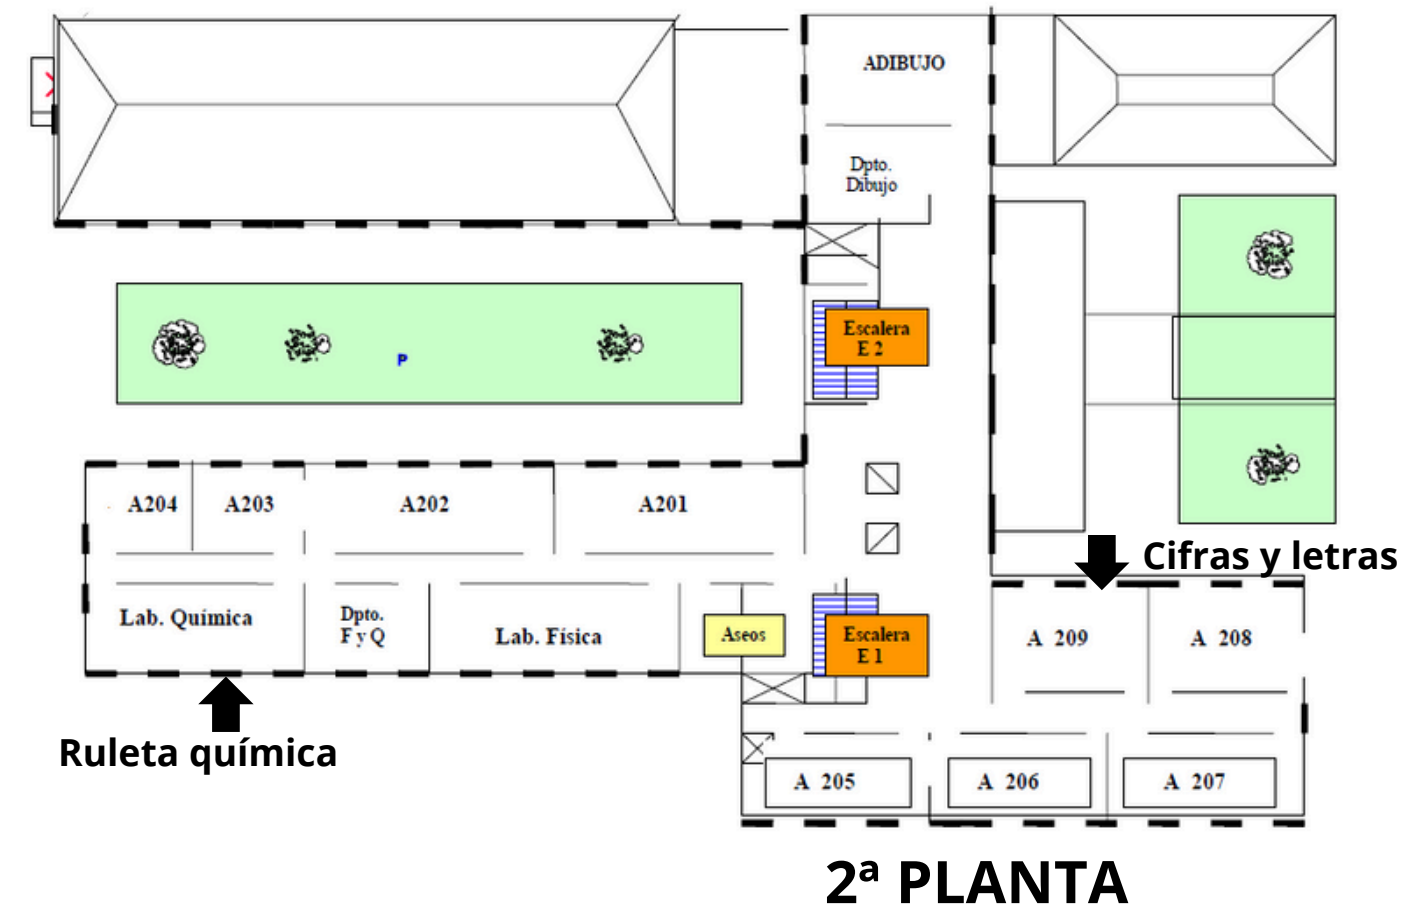 ADIBUJO
Dpto.
Dibujo
Escalera
E 2
P
A204
A203
A202
A201
Cifras y letras
Lab. Química
Dpto.
F y Q
Lab. Física
Aseos
Escalera
E 1
A 209
A 208
Ruleta química
A 205
A 206
A 207
2ª PLANTA